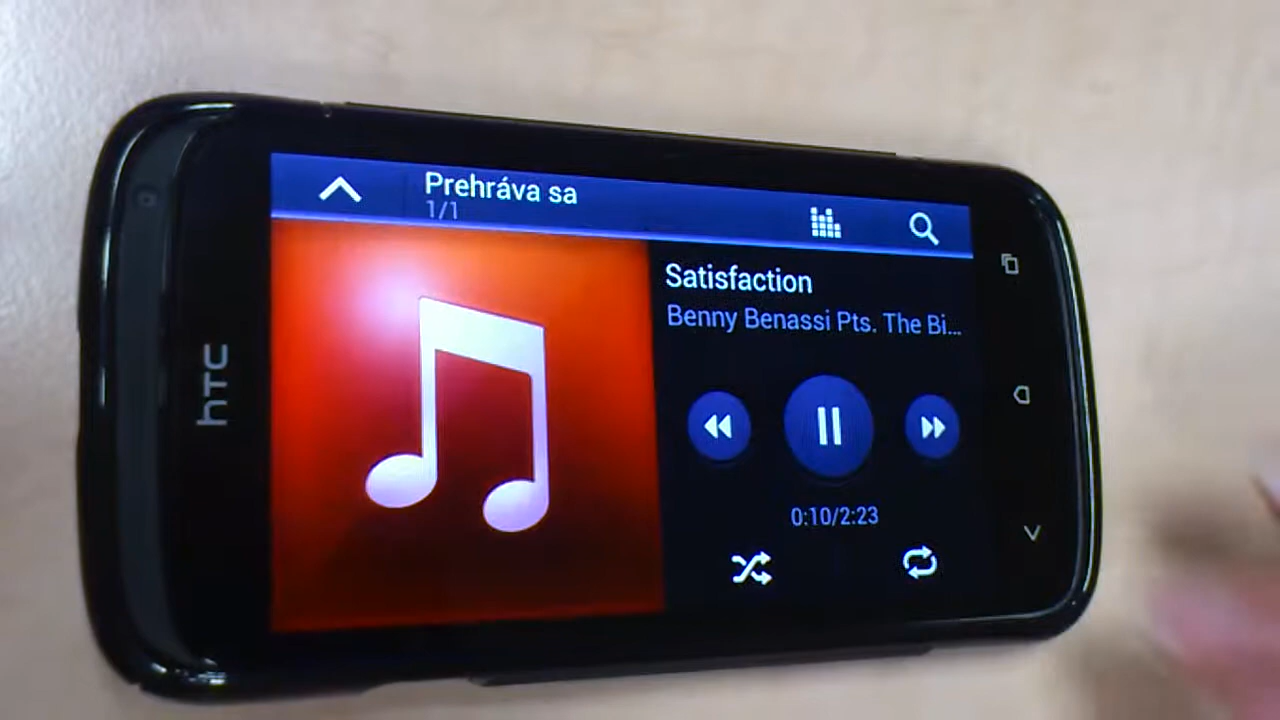 hTC
Prehráva sa
1/1
Satisfaction
Benny Benassi Pts. The Bi...
0:10/2:23